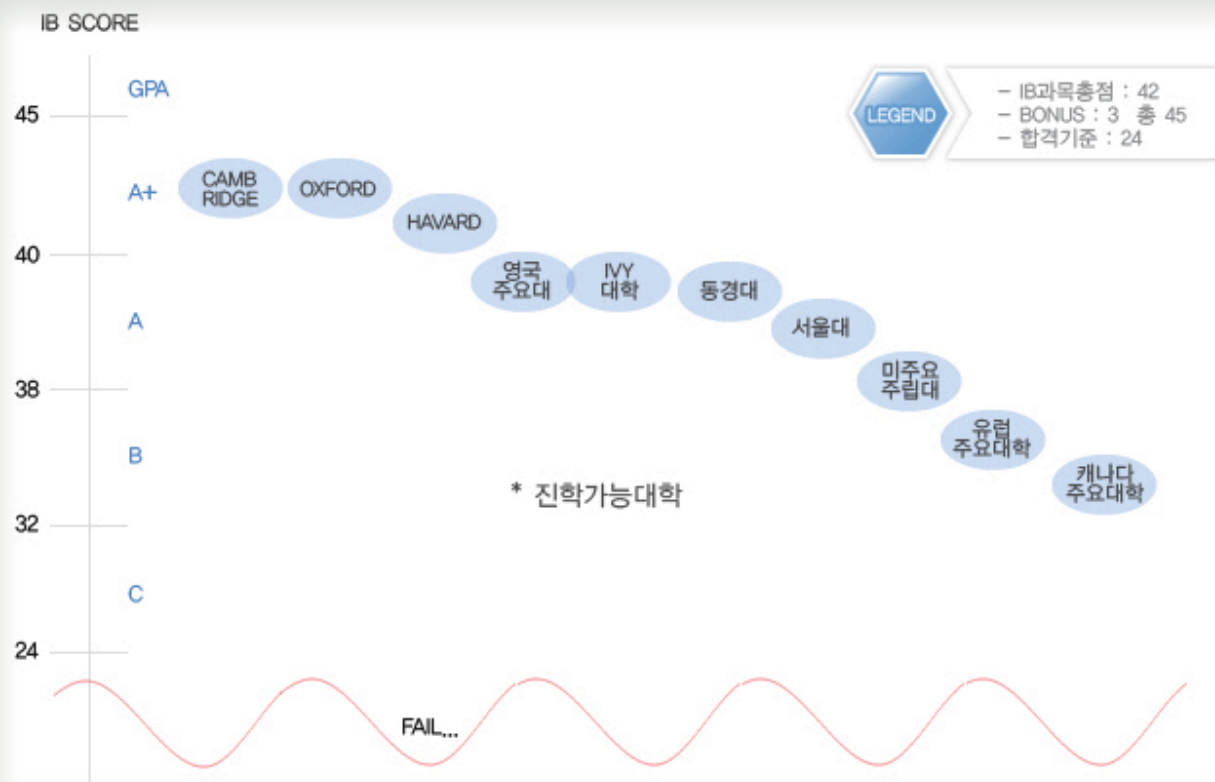 IB SCORE
GPA
LEGEND
- IB과목총점 : 42
- BONUS : 3 총 45
- 합격기준 : 24
45
A+
CAMB
RIDGE
OXFORD
HAVARD
40
영국
주요대
IVY
대학
동경대
A
서울대
38
미주요
주립대
B
유럽
주요대학
캐나다
주요대학
* 진학가능대학
32
C
24
FAIL...